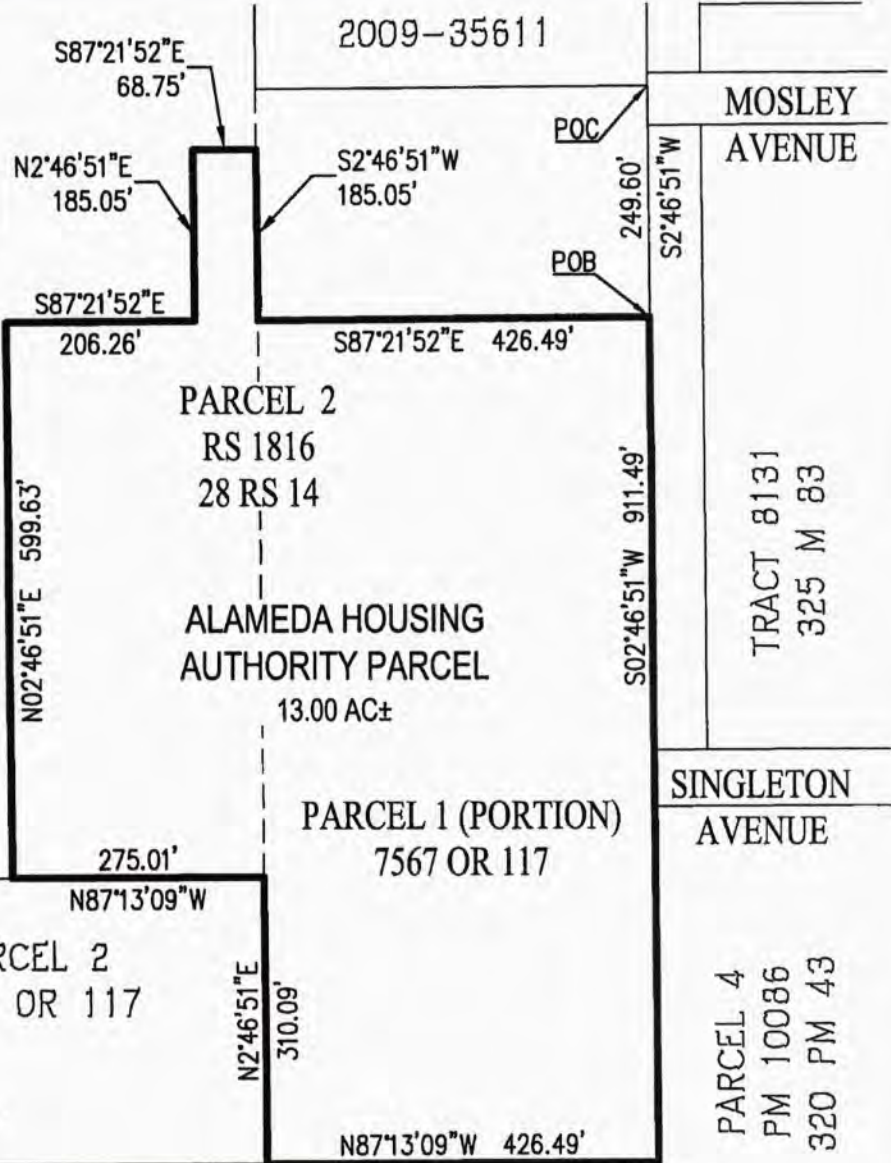 2009-35611
S87°21'52"E
68.75'
MOSLEY
AVENUE
POC
N2°46'51"E
185.05'
S2°46'51"W
185.05'
249.60'
S2°46'51"W
POB
S87°21'52"E
206.26'
S87°21'52"E 426.49'
PARCEL 2
RS 1816
28 RS 14
N02°46'51"E 599.63'
S02°46'51"W 911.49'
TRACT 8131
325 M 83
ALAMEDA HOUSING
AUTHORITY PARCEL
13.00 AC±
SINGLETON
AVENUE
PARCEL 1 (PORTION)
7567 OR 117
275.01'
N87°13'09"W
RCEL 2
OR 117
N2°46'51"E
310.09'
PARCEL 4
PM 10086
320 PM 43
N87°13'09"W 426.49'